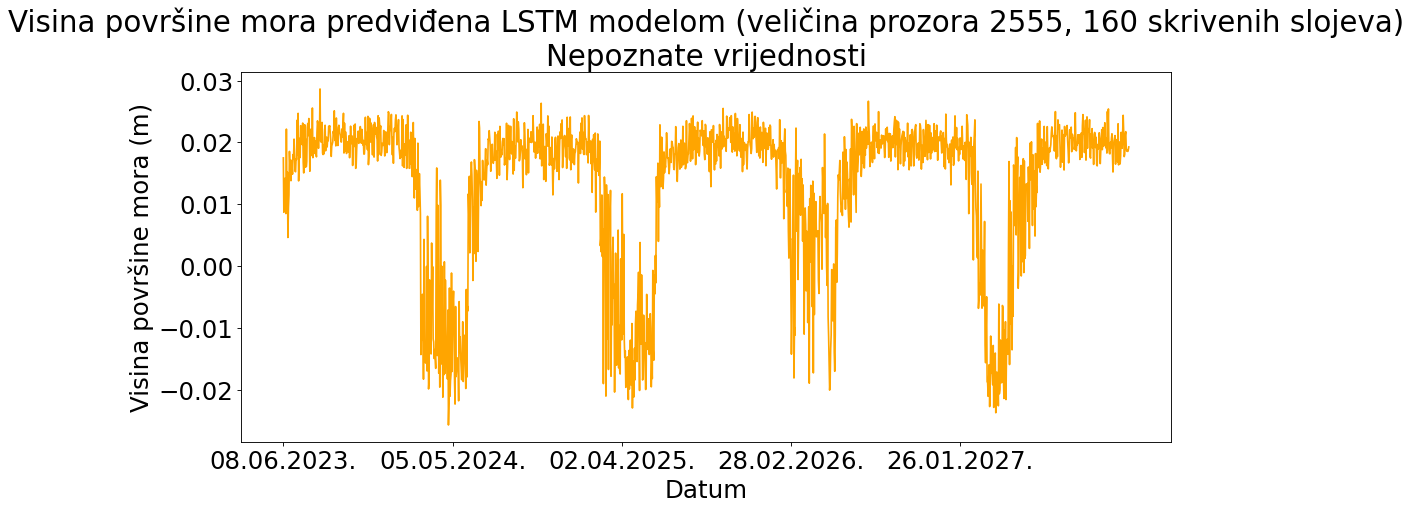 Visina površine mora predviđena LSTM modelom (veličina prozora 2555, 160 skrivenih slojeva)
Nepoznate vrijednosti
Visina površine mora (m)
0.03
0.02
0.01
0.00
−0.01
−0.02
08.06.2023. 05.05.2024. 02.04.2025. 28.02.2026. 26.01.2027.
Datum